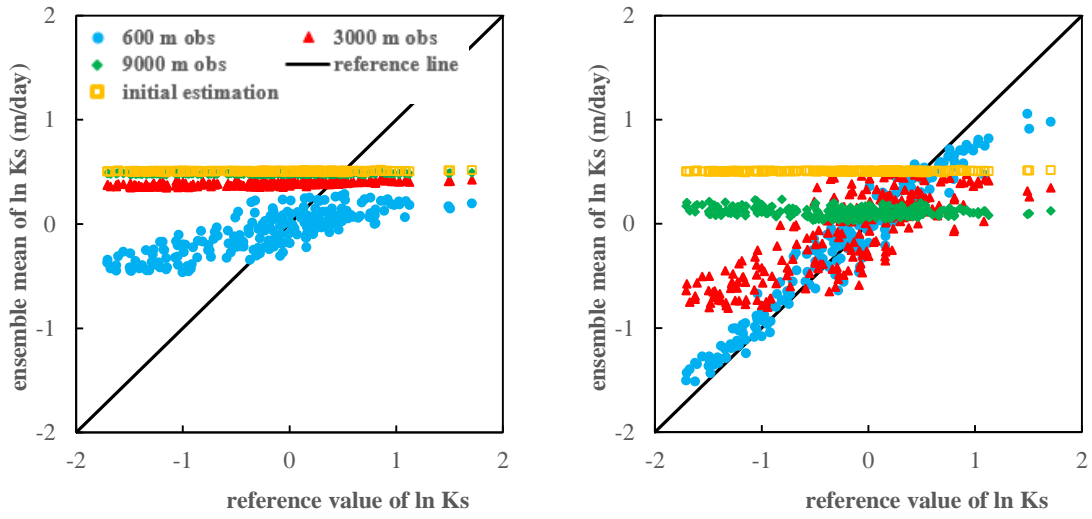 2
1
0
-1
-2
-2
-1
0
1
2
ensemble mean of ln Ks (m/day)
reference value of ln Ks
600 m obs
3000 m obs
9000 m obs
reference line
initial estimation
2
1
0
-1
-2
-2
-1
0
1
2
ensemble mean of ln Ks (m/day)
reference value of ln Ks